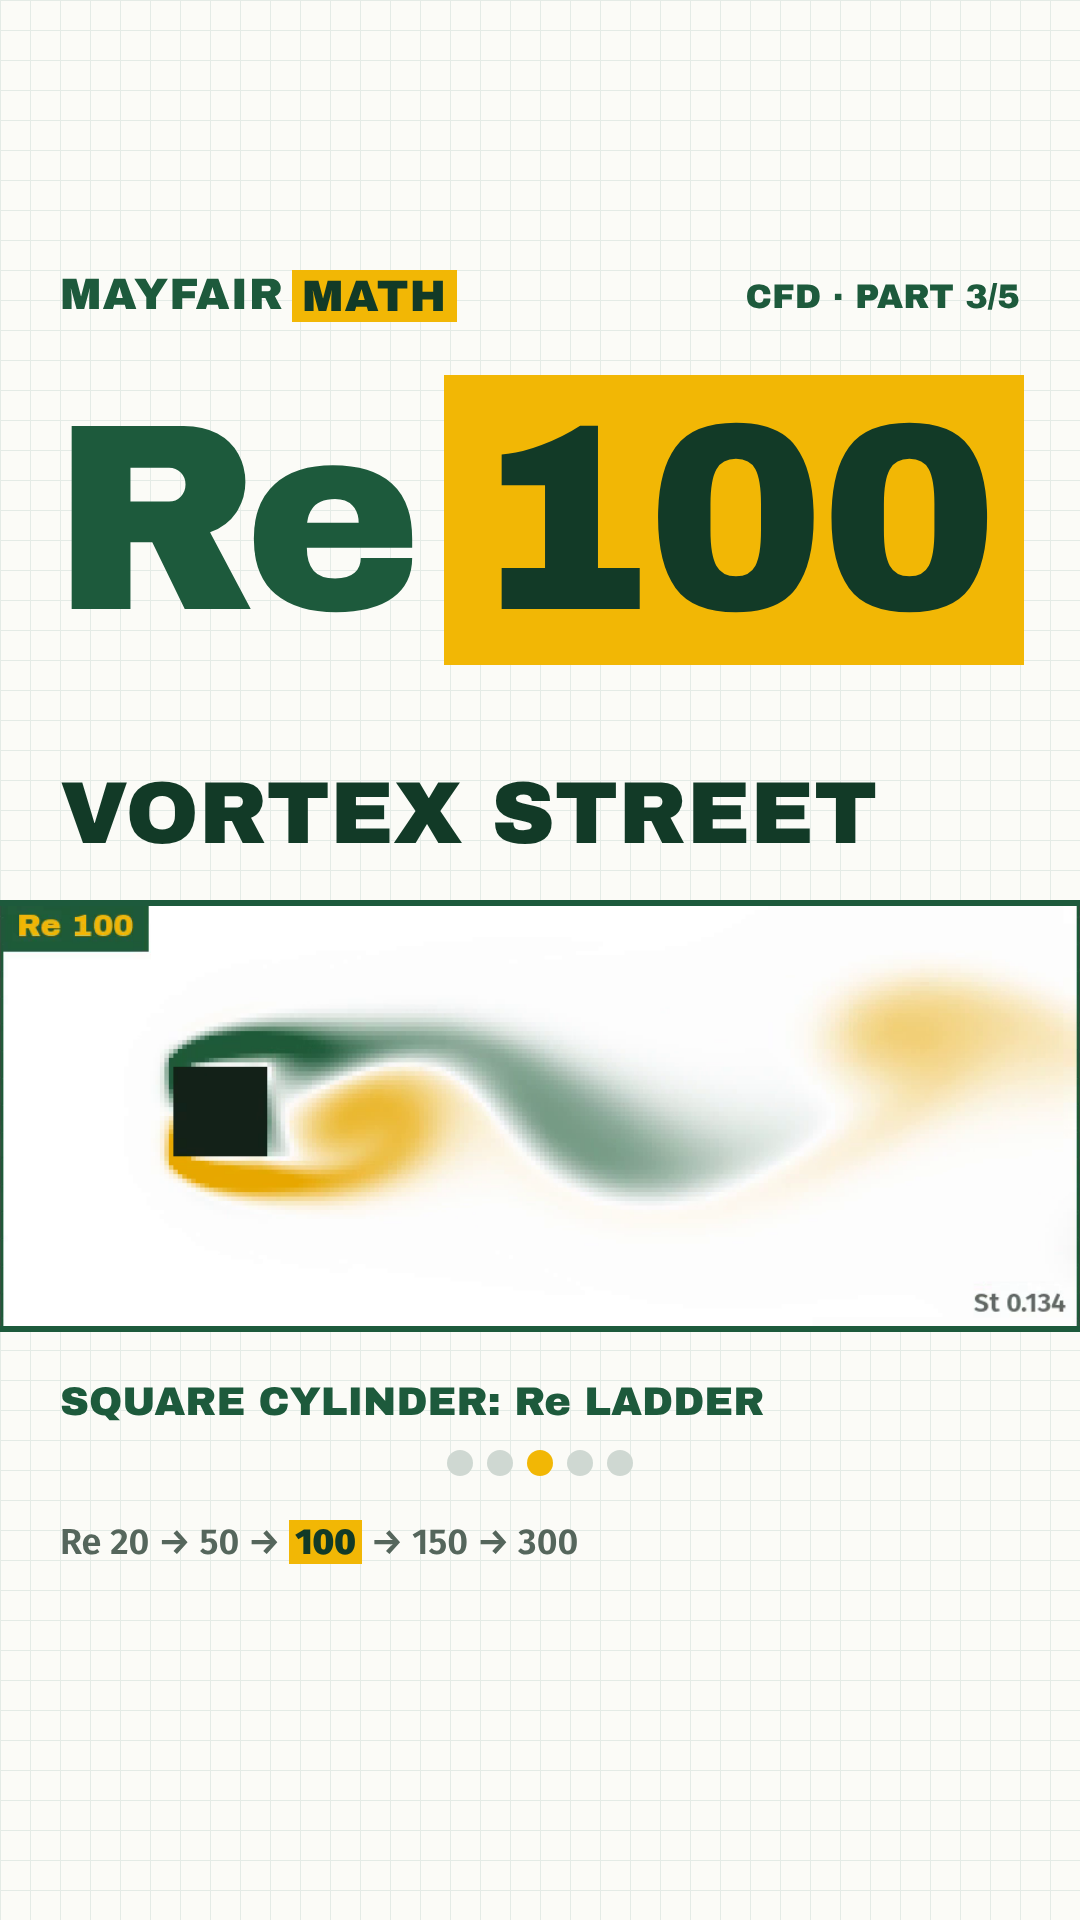 MAYFAIR MATH
CFD · PART 3/5
Re 100
VORTEX STREET
Re 100
St 0.134
SQUARE CYLINDER: Re LADDER
Re 20 → 50 → 100 → 150 → 300